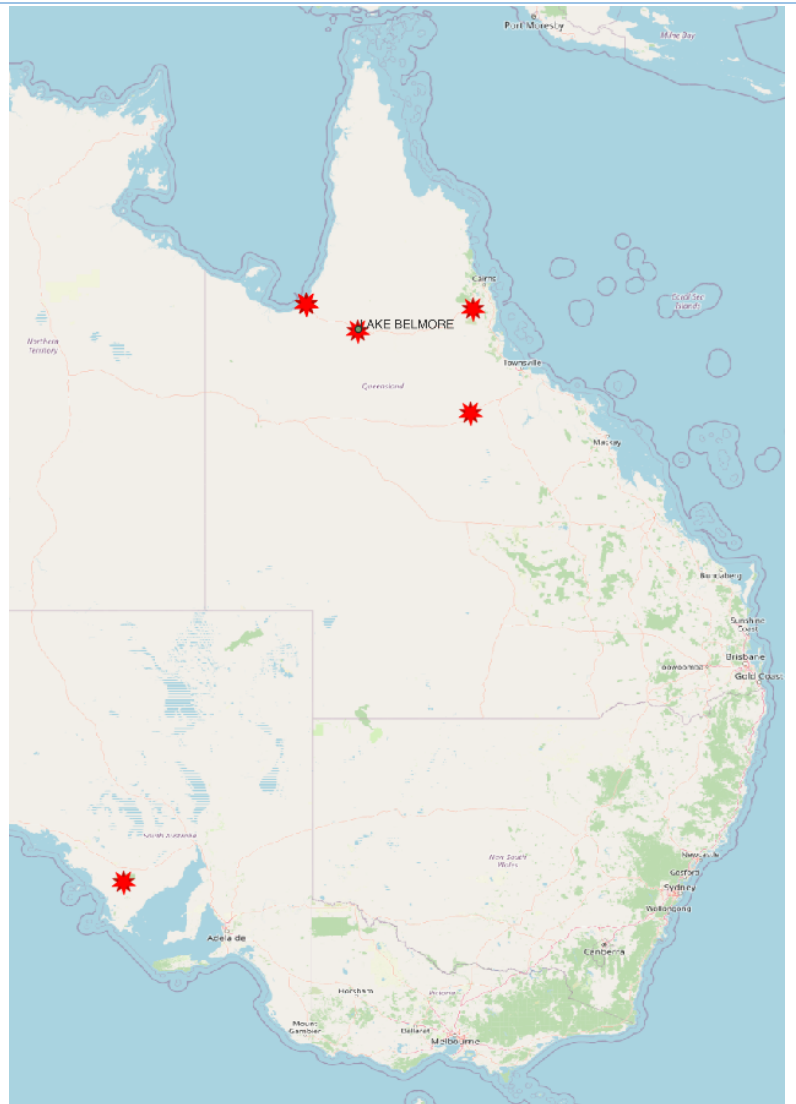 Port Moresby
Milne Bay
Cairns
Coral Sea
Islands
LAKE BELMORE
Northern
Territory
Townsville
Queensland
Mackay
Bundaberg
Sunshine
Coast
Brisbane
Toowoomba
Gold Coast
South Australia
New South
Wales
Newcastle
Gosford
Sydney
Wollongong
Adelaide
Canberra
Horsham
Victoria
Mount
Gambier
Ballarat
Melbourne